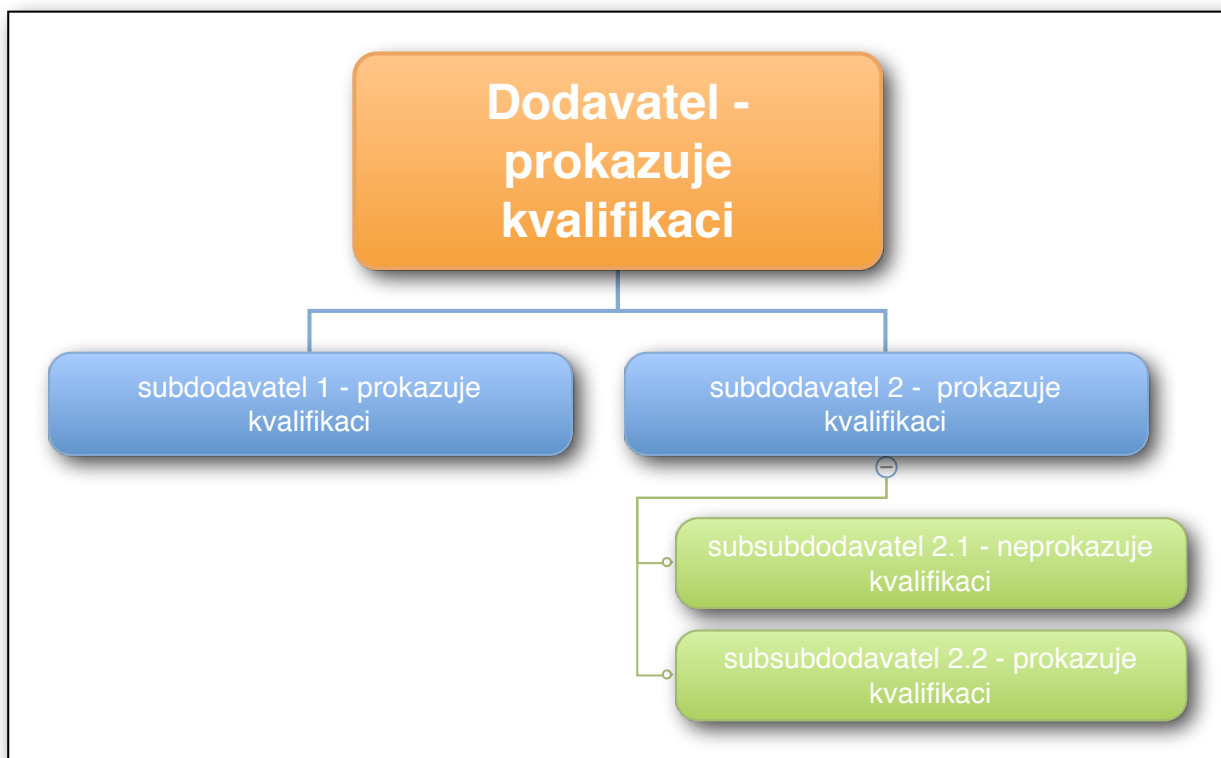 Dodavatel -
prokazuje
kvalifikaci
subdodavatel 1 - prokazuje
kvalifikaci
subdodavatel 2 -  prokazuje
kvalifikaci
subsubdodavatel 2.1 - neprokazuje
kvalifikaci
subsubdodavatel 2.2 - prokazuje
kvalifikaci